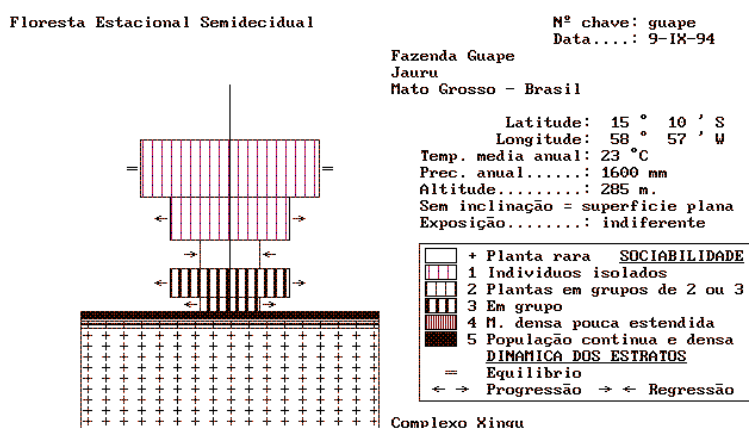 Floresta Estacional Semidecidual
Nº chave: guape
Data....: 9-IX-94
Fazenda Guape
Jauru
Mato Grosso - Brasil
Latitude: 15 ° 10 ' S
Longitude: 58 ° 57 ' W
Temp. media anual: 23 °C
Prec. anual......: 1600 mm
Altitude.........: 285 m.
Sem inclinação = superficie plana
Exposição........: indiferente
+ Planta rara SOCIABILIDADE
1 Individuos isolados
2 Plantas em grupos de 2 ou 3
3 Em grupo
4 M. densa pouca estendida
5 População continua e densa
DINAMICA DOS ESTRATOS
= Equilibrio
← → Progressão → ← Regressão
Complexo Xingu